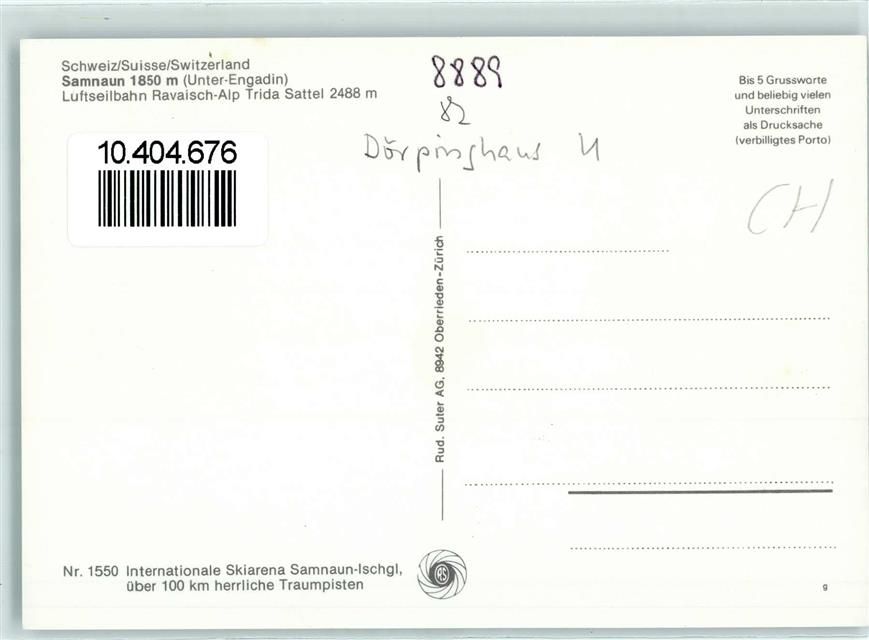 Schweiz/Suisse/Switzerland
Samnaun 1850 m (Unter-Engadin)
Luftseilbahn Ravaisch-Alp Trida Sattel 2488 m
8889
82
Dörpinghaus
Bis 5 Grussworte
und beliebig vielen
Unterschriften
als Drucksache
(verbilligtes Porto)
10.404.676
CH
Rud. Suter AG, 8942 Oberrieden-Zürich
Nr. 1550 Internationale Skiarena Samnaun-Ischgl,
über 100 km herrliche Traumpisten
g